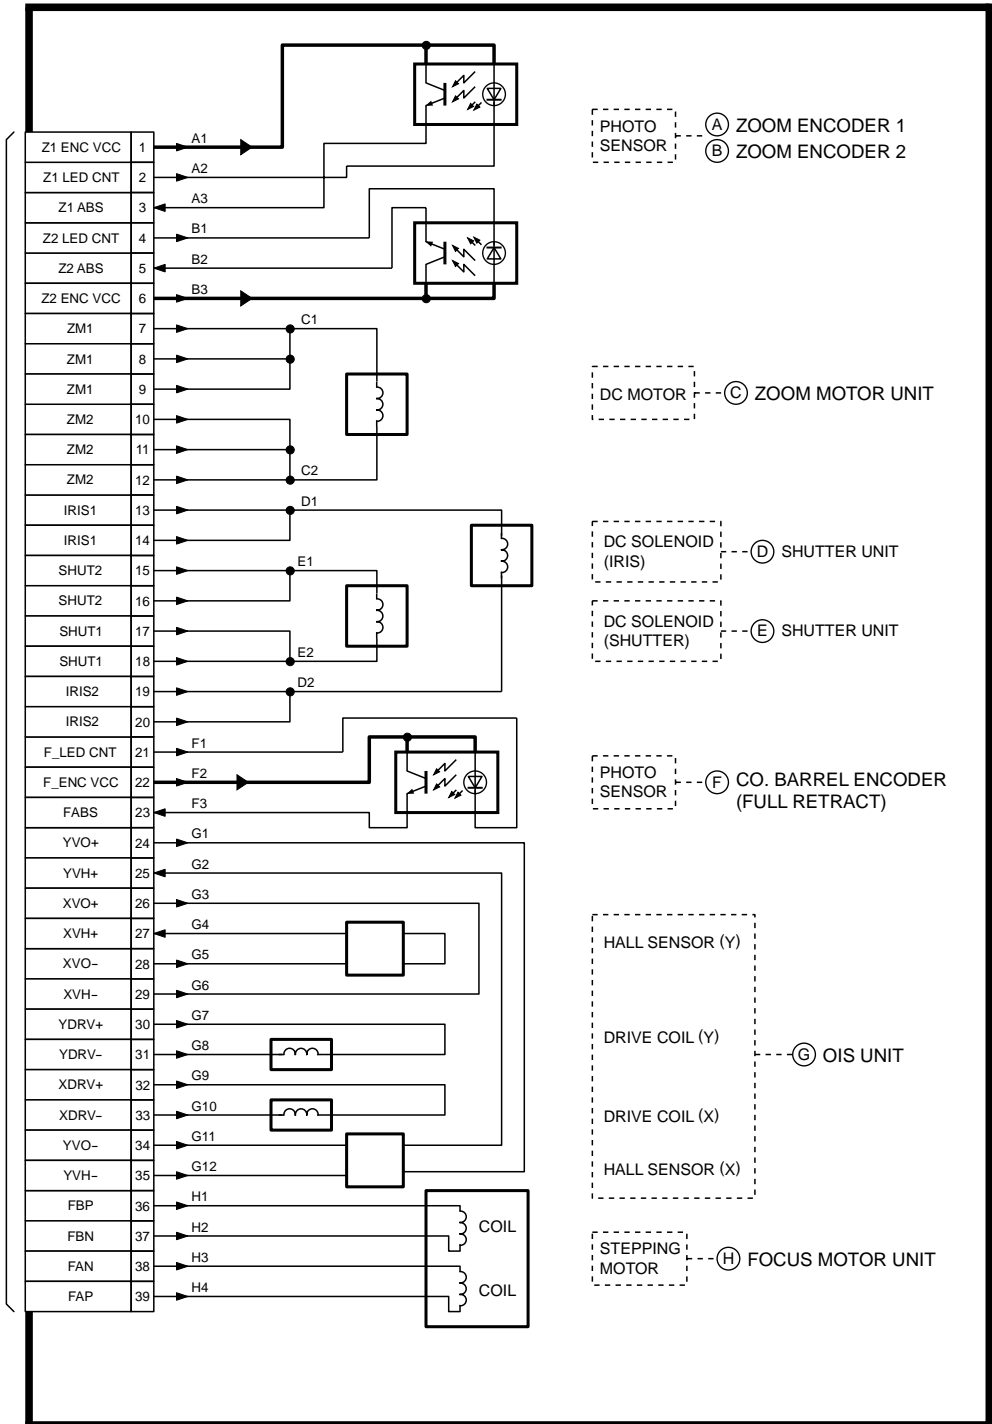 Z1 ENC VCC 1 A1
Z1 LED CNT 2 A2
Z1 ABS 3 A3
Z2 LED CNT 4 B1
Z2 ABS 5 B2
Z2 ENC VCC 6 B3
ZM1 7 C1
ZM1 8
ZM1 9
ZM2 10
ZM2 11
ZM2 12 C2
IRIS1 13 D1
IRIS1 14
SHUT2 15 E1
SHUT2 16
SHUT1 17
SHUT1 18 E2
IRIS2 19 D2
IRIS2 20
F_LED CNT 21 F1
F_ENC VCC 22 F2
FABS 23 F3
YVO+ 24 G1
YVH+ 25 G2
XVO+ 26 G3
XVH+ 27 G4
XVO- 28 G5
XVH- 29 G6
YDRV+ 30 G7
YDRV- 31 G8
XDRV+ 32 G9
XDRV- 33 G10
YVO- 34 G11
YVH- 35 G12
FBP 36 H1
FBN 37 H2
FAN 38 H3
FAP 39 H4
COIL
COIL
PHOTO
SENSOR
A ZOOM ENCODER 1
B ZOOM ENCODER 2
DC MOTOR C ZOOM MOTOR UNIT
DC SOLENOID
(IRIS)
D SHUTTER UNIT
DC SOLENOID
(SHUTTER)
E SHUTTER UNIT
PHOTO
SENSOR
F CO. BARREL ENCODER
(FULL RETRACT)
HALL SENSOR (Y)
DRIVE COIL (Y)
G OIS UNIT
DRIVE COIL (X)
HALL SENSOR (X)
STEPPING
MOTOR
H FOCUS MOTOR UNIT